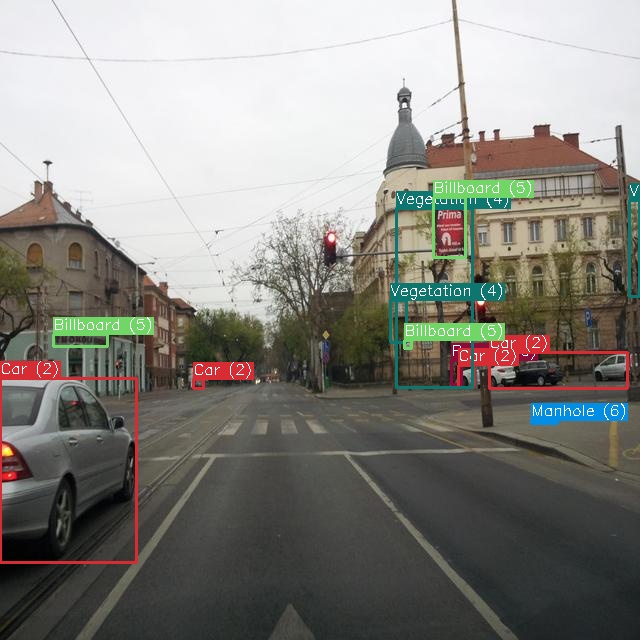 Billboard (5)
Vegetation (4)
V
Prima
Vegetation (4)
Billboard (5)
Billboard (5)
Car (2)
Car (2)
Car (2)
Car (2)
Manhole (6)